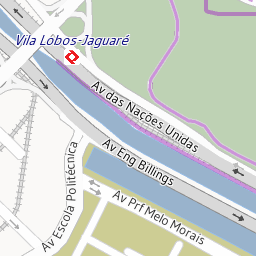 Vila Lobos-Jaguaré
Av das Nações Unidas
Av Eng Billings
Av Escola Politécnica
Av Prf Melo Morais